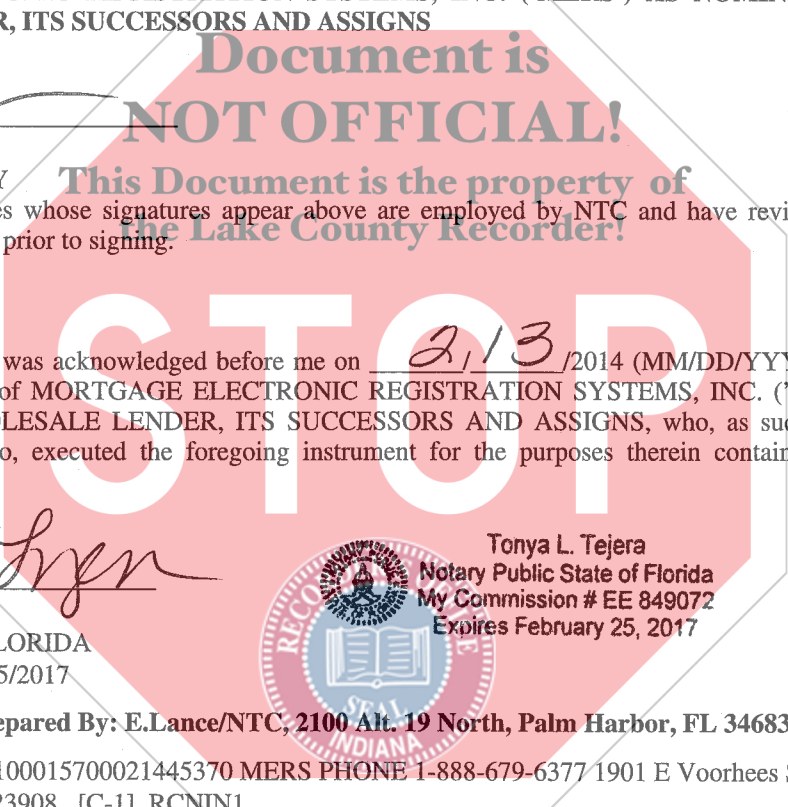 R, ITS SUCCESSORS AND ASSIGNS
Document is
NOT OFFICIAL!
Y
This Document is the property of
es whose signatures appear above are employed by NTC and have revi
the Lake County Recorder!
prior to signing.
STOP
was acknowledged before me on 2/13/2014 (MM/DD/YYY
of MORTGAGE ELECTRONIC REGISTRATION SYSTEMS, INC. ("
LESALE LENDER, ITS SUCCESSORS AND ASSIGNS, who, as suc
o, executed the foregoing instrument for the purposes therein contain
Tonya L. Tejera
Notary Public State of Florida
My Commission # EE 849072
Expires February 25, 2017
LORIDA
5/2017
SEAL
INDIANA
epared By: E.Lance/NTC, 2100 Alt. 19 North, Palm Harbor, FL 34683
100015700021445370 MERS PHONE 1-888-679-6377 1901 E Voorhees S
23908 [C-1] RCNIN1